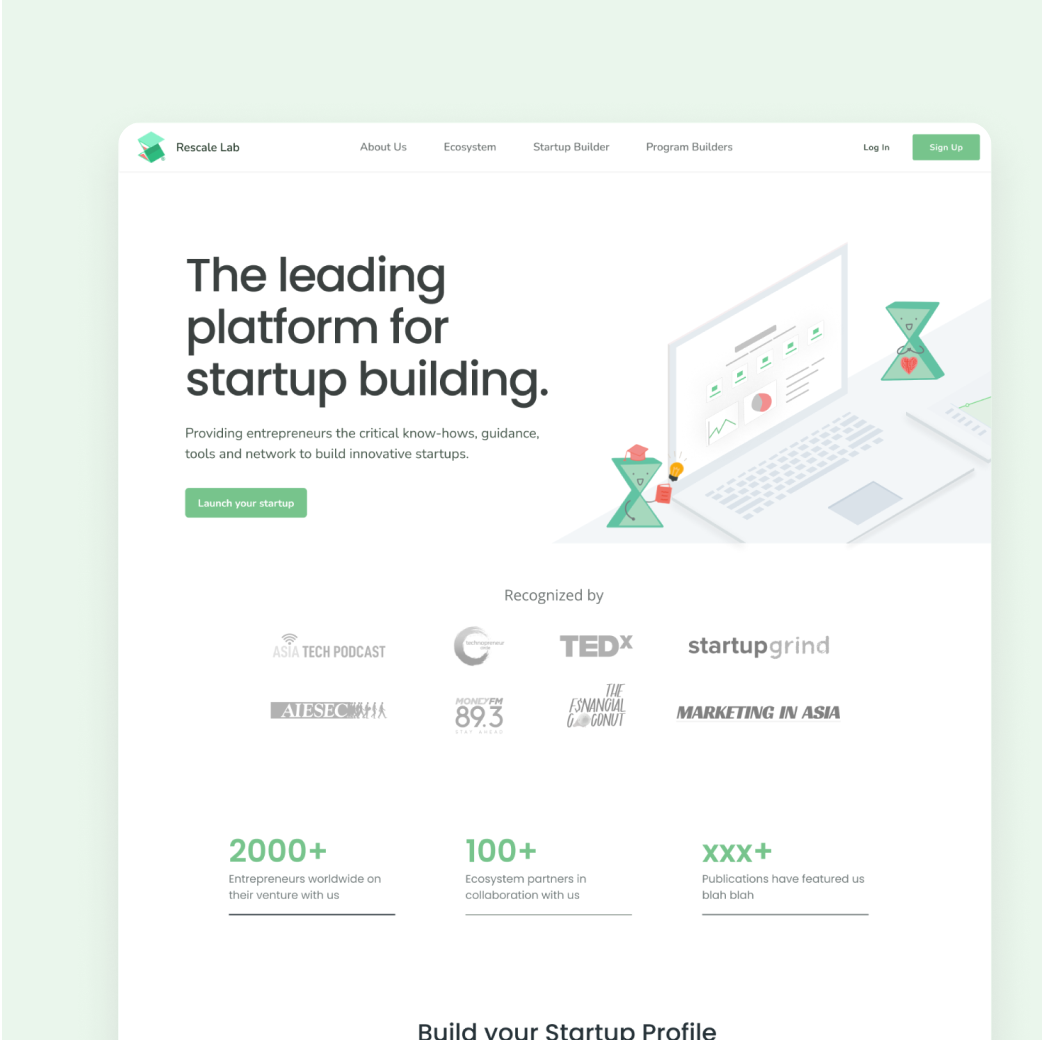 Rescale Lab
About Us
Ecosystem
Startup Builder
Program Builders
Log In
Sign Up
The leading
platform for
startup building.
Providing entrepreneurs the critical know-hows, guidance,
tools and network to build innovative startups.
Launch your startup
Recognized by
ASIA TECH PODCAST
technopreneur
TEDx
startupgrind
AIESEC
MONEY FM
89.3
STAY AHEAD
THE
F$NANCIAL
COCONUT
MARKETING IN ASIA
2000+
Entrepreneurs worldwide on
their venture with us
100+
Ecosystem partners in
collaboration with us
xxx+
Publications have featured us
blah blah
Build your Startup Profile